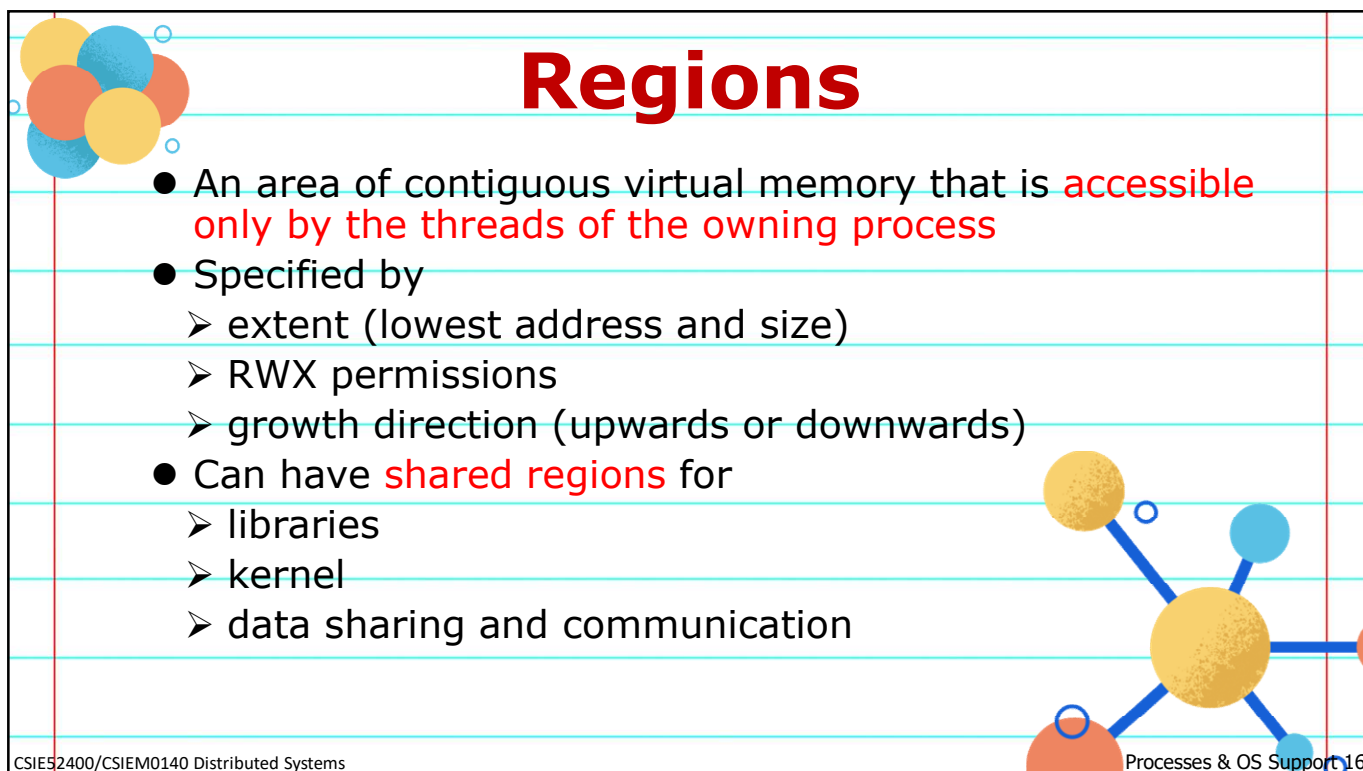 Regions
● An area of contiguous virtual memory that is accessible
only by the threads of the owning process
● Specified by
➢ extent (lowest address and size)
➢ RWX permissions
➢ growth direction (upwards or downwards)
● Can have shared regions for
➢ libraries
➢ kernel
➢ data sharing and communication
CSIE52400/CSIEM0140 Distributed Systems
Processes & OS Support 16